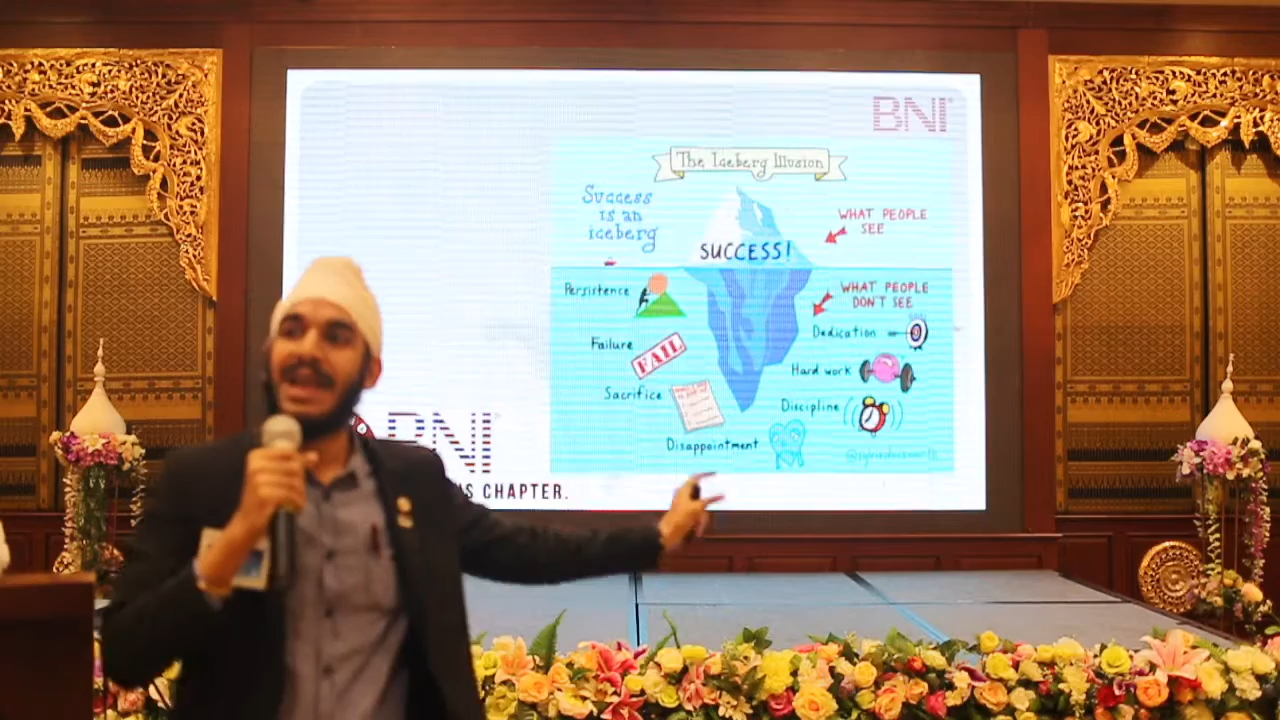 BNI
The Iceberg Illusion
Success
is an
iceberg
WHAT PEOPLE
SEE
SUCCESS!
Persistence
WHAT PEOPLE
DON'T SEE
Dedication
Failure
FAIL
Hard work
Sacrifice
Discipline
Disappointment
BNI
CHAPTER.